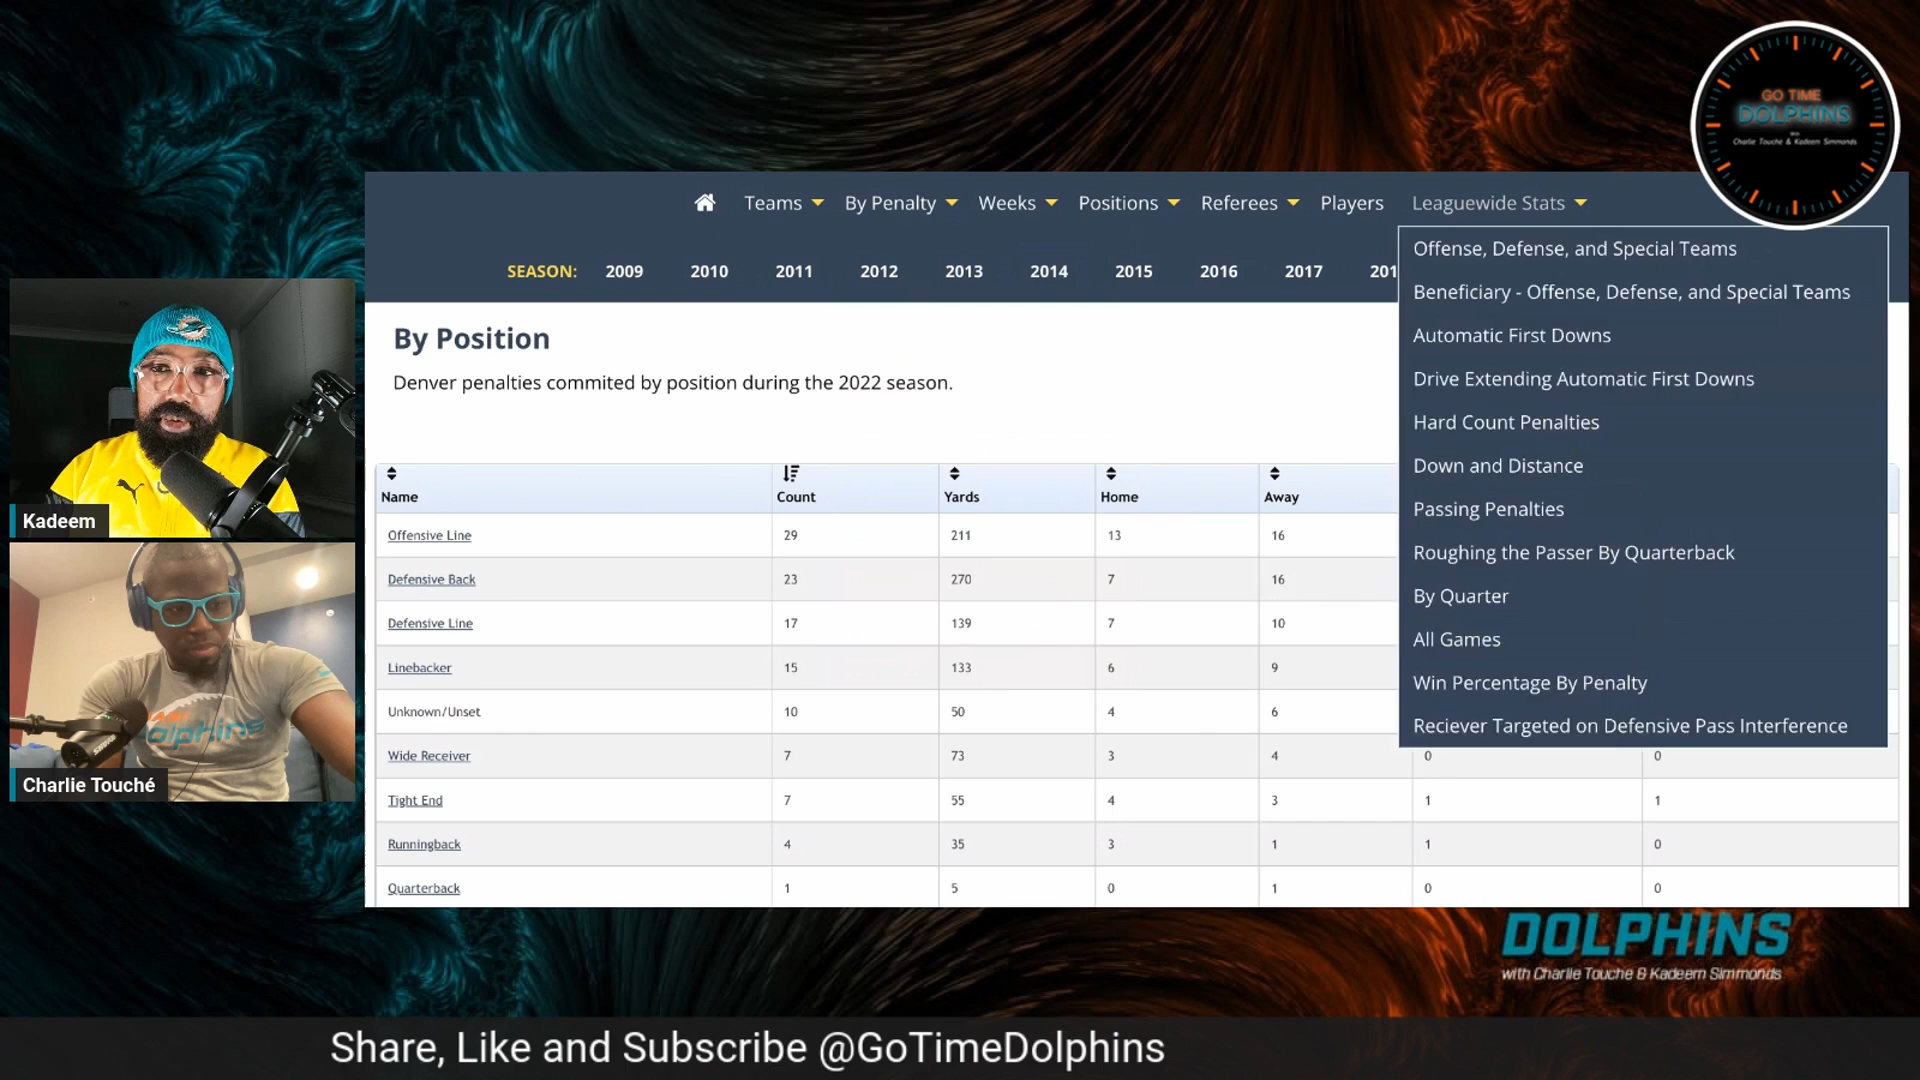 GO TIME
DOLPHINS
Charlie Touche & Kadeem Simmonds
Teams By Penalty Weeks Positions Referees Players Leaguewide Stats
SEASON: 2009 2010 2011 2012 2013 2014 2015 2016 2017 201
Offense, Defense, and Special Teams
Beneficiary - Offense, Defense, and Special Teams
Automatic First Downs
Drive Extending Automatic First Downs
Hard Count Penalties
Down and Distance
Passing Penalties
Roughing the Passer By Quarterback
By Quarter
All Games
Win Percentage By Penalty
Reciever Targeted on Defensive Pass Interference
By Position
Denver penalties commited by position during the 2022 season.
Name Count Yards Home Away
Offensive Line 29 211 13 16
Defensive Back 23 270 7 16
Defensive Line 17 139 7 10
Linebacker 15 133 6 9
Unknown/Unset 10 50 4 6
Wide Receiver 7 73 3 4 0 0
Tight End 7 55 4 3 1 1
Runningback 4 35 3 1 1 0
Quarterback 1 5 0 1 0 0
Kadeem
Dolphins
SHURE
Charlie Touché
DOLPHINS
with Charlie Touche & Kadeem Simmonds
Share, Like and Subscribe @GoTimeDolphins